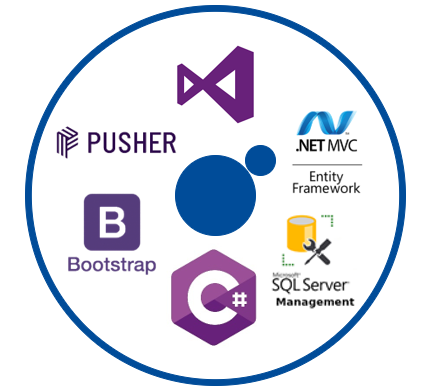 PUSHER
.NET MVC
Entity
Framework
B
Bootstrap
Microsoft
SQL Server
Management
C#